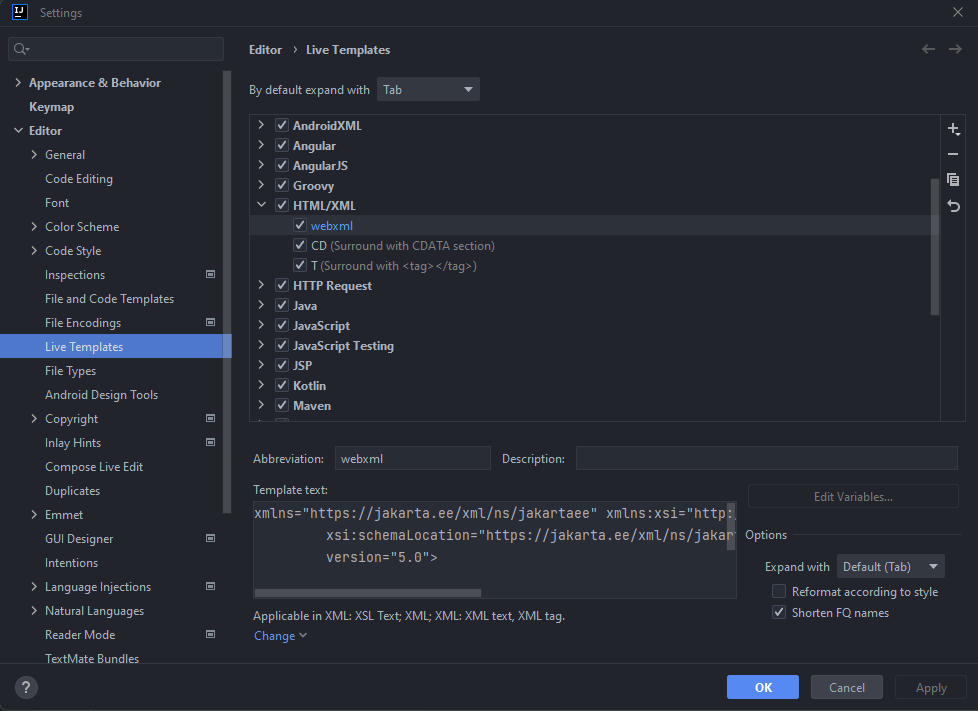 IJ
Settings
Appearance & Behavior
Keymap
Editor
General
Code Editing
Font
Color Scheme
Code Style
Inspections
File and Code Templates
File Encodings
Live Templates
File Types
Android Design Tools
Copyright
Inlay Hints
Compose Live Edit
Duplicates
Emmet
GUI Designer
Intentions
Language Injections
Natural Languages
Reader Mode
TextMate Bundles
?
Editor › Live Templates
By default expand with Tab
AndroidXML
Angular
AngularJS
Groovy
HTML/XML
webxml
CD (Surround with CDATA section)
T (Surround with <tag></tag>)
HTTP Request
Java
JavaScript
JavaScript Testing
JSP
Kotlin
Maven
Abbreviation: webxml Description:
Template text:
xmlns="https://jakarta.ee/xml/ns/jakartaee" xmlns:xsi="http:/
xsi:schemaLocation="https://jakarta.ee/xml/ns/jakar
version="5.0">
Applicable in XML: XSL Text; XML; XML: XML text, XML tag.
Change
Edit Variables...
Options
Expand with Default (Tab)
Reformat according to style
Shorten FQ names
OK Cancel Apply